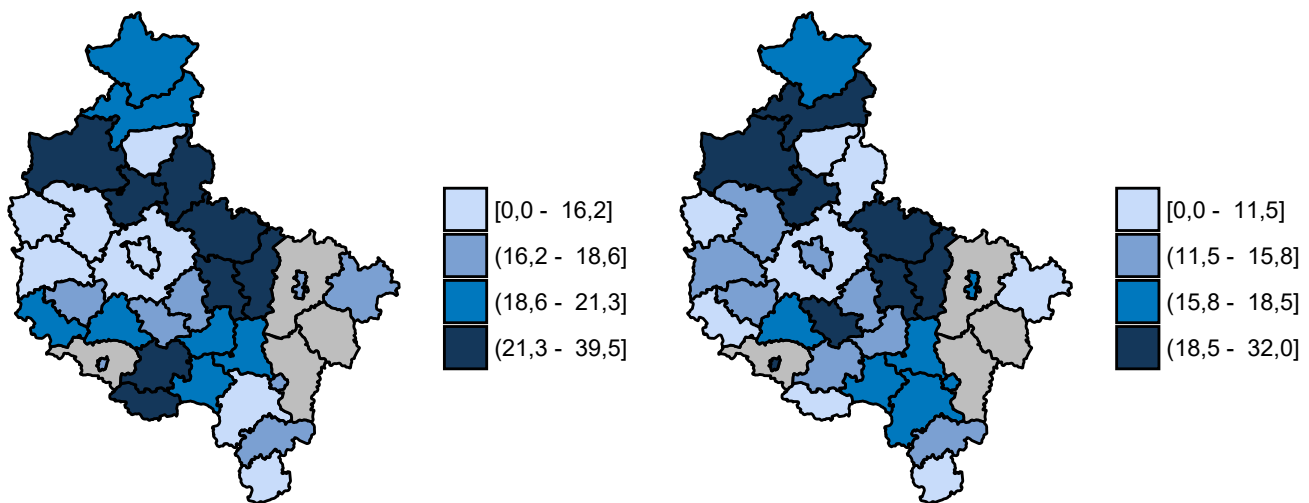 [0,0 - 16,2]
(16,2 - 18,6]
(18,6 - 21,3]
(21,3 - 39,5]
[0,0 - 11,5]
(11,5 - 15,8]
(15,8 - 18,5]
(18,5 - 32,0]